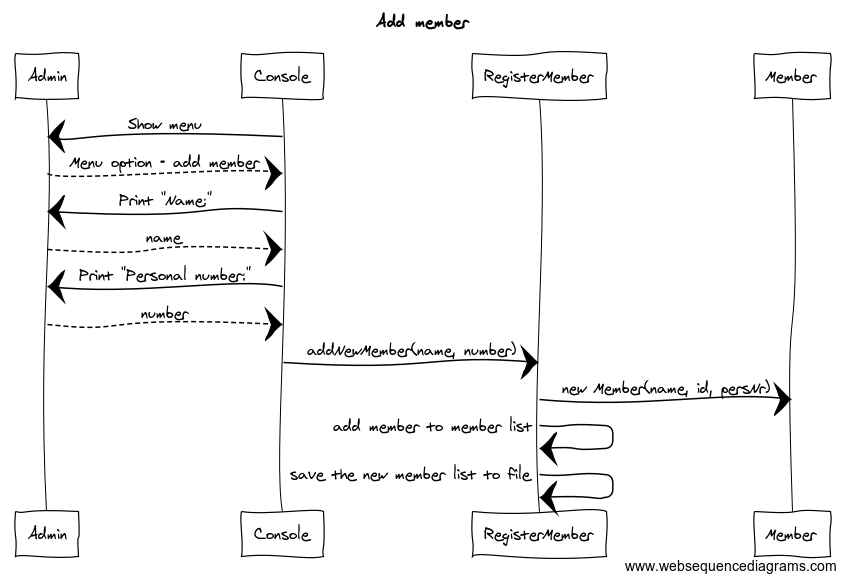 Add member
Admin
Console
RegisterMember
Member
Show menu
Menu option - add member
Print "Name:"
name
Print "Personal number:"
number
addNewMember(name, number)
new Member(name, id, persNr)
add member to member list
save the new member list to file
Admin
Console
RegisterMember
Member
www.websequencediagrams.com